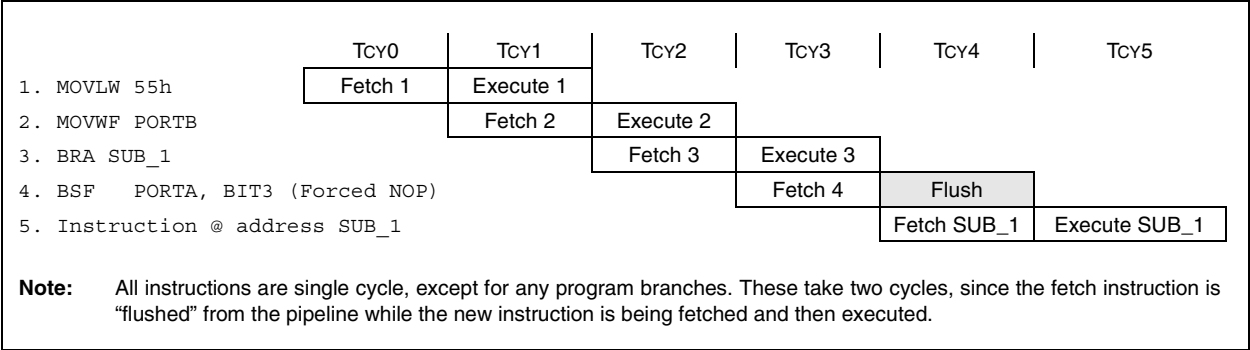 TCY0 TCY1 TCY2 TCY3 TCY4 TCY5
1. MOVLW 55h Fetch 1 Execute 1
2. MOVWF PORTB Fetch 2 Execute 2
3. BRA SUB_1 Fetch 3 Execute 3
4. BSF PORTA, BIT3 (Forced NOP) Fetch 4 Flush
5. Instruction @ address SUB_1 Fetch SUB_1 Execute SUB_1
Note: All instructions are single cycle, except for any program branches. These take two cycles, since the fetch instruction is
“flushed” from the pipeline while the new instruction is being fetched and then executed.